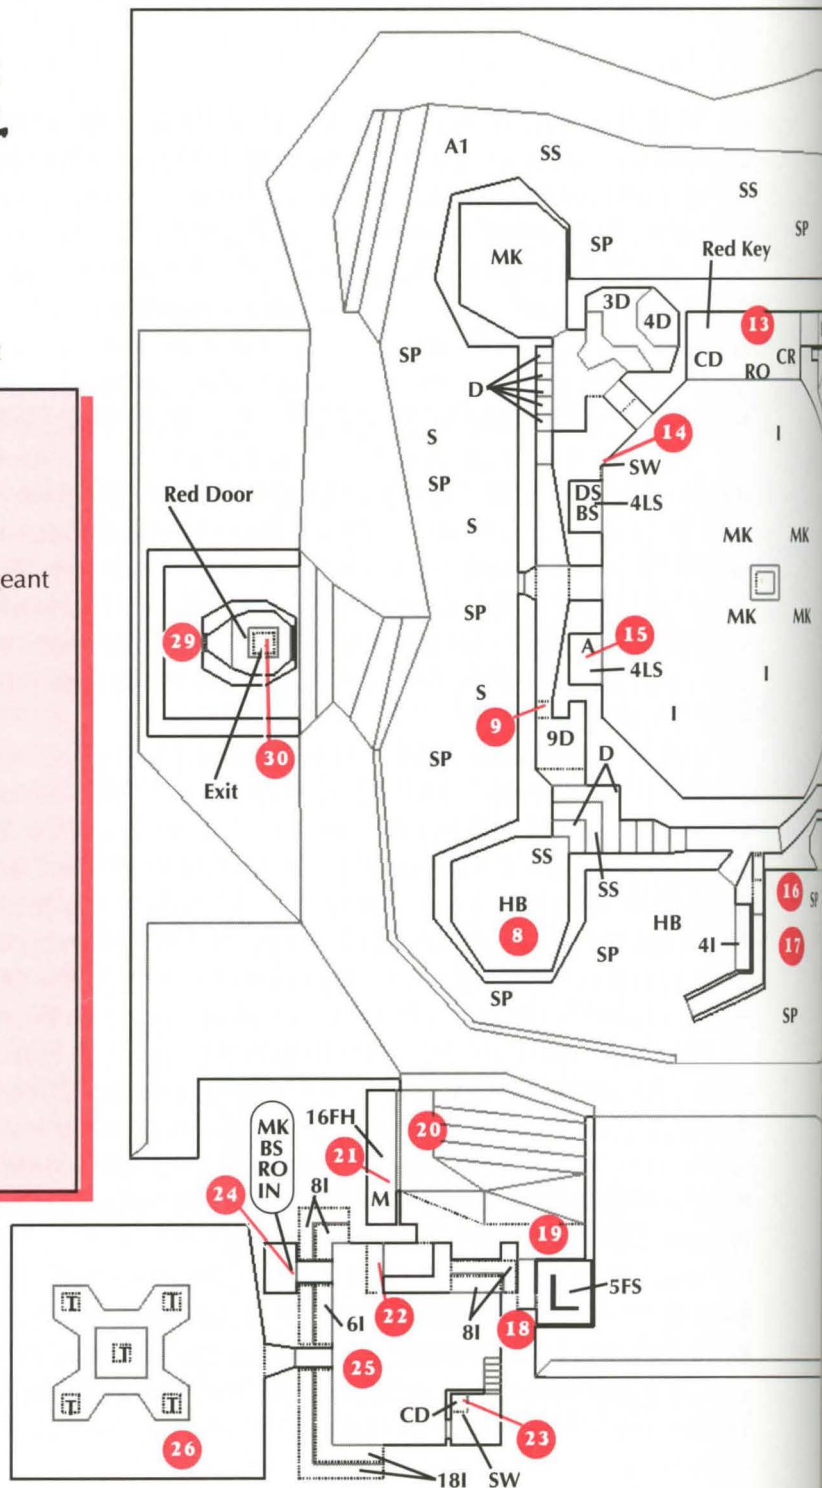 A1
SS
SS
SP
SP
MK
Red Key
3D
4D
13
SP
CD
CR
RO
D
S
14
I
SP
SW
Red Door
DS
4LS
BS
S
MK
MK
eant
SP
MK
MK
29
15
A
4LS
S
I
9
I
30
9D
SP
D
Exit
SS
SS
16
SP
HB
8
HB
4I
17
SP
SP
SP
MK
BS
RO
IN
16FH
20
21
8I
M
24
19
5FS
T
T
6I
22
8I
18
T
25
CD
T
T
23
26
18I
SW